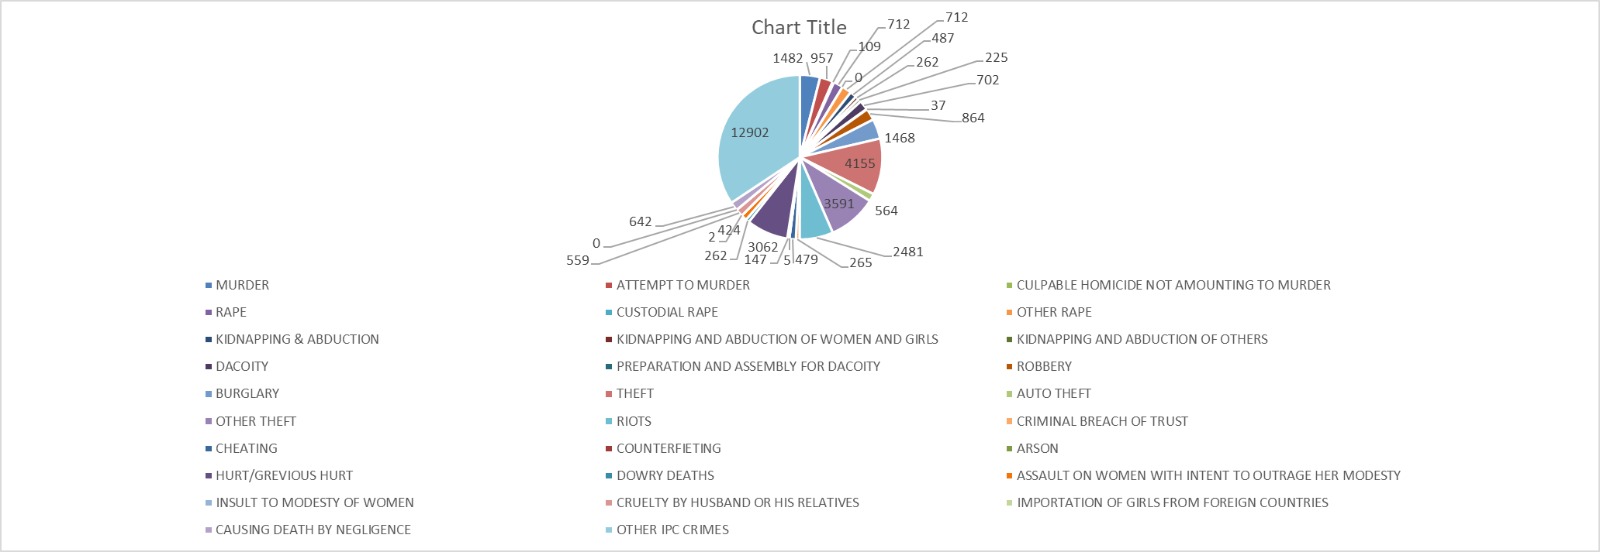 Chart Title
1482
957
109
712
0
712
487
262
225
702
37
864
1468
4155
564
3591
2481
265
479
5
147
3062
262
424
2
559
0
642
12902
MURDER
ATTEMPT TO MURDER
CULPABLE HOMICIDE NOT AMOUNTING TO MURDER
RAPE
CUSTODIAL RAPE
OTHER RAPE
KIDNAPPING & ABDUCTION
KIDNAPPING AND ABDUCTION OF WOMEN AND GIRLS
KIDNAPPING AND ABDUCTION OF OTHERS
DACOITY
PREPARATION AND ASSEMBLY FOR DACOITY
ROBBERY
BURGLARY
THEFT
AUTO THEFT
OTHER THEFT
RIOTS
CRIMINAL BREACH OF TRUST
CHEATING
COUNTERFIETING
ARSON
HURT/GREVIOUS HURT
DOWRY DEATHS
ASSAULT ON WOMEN WITH INTENT TO OUTRAGE HER MODESTY
INSULT TO MODESTY OF WOMEN
CRUELTY BY HUSBAND OR HIS RELATIVES
IMPORTATION OF GIRLS FROM FOREIGN COUNTRIES
CAUSING DEATH BY NEGLIGENCE
OTHER IPC CRIMES